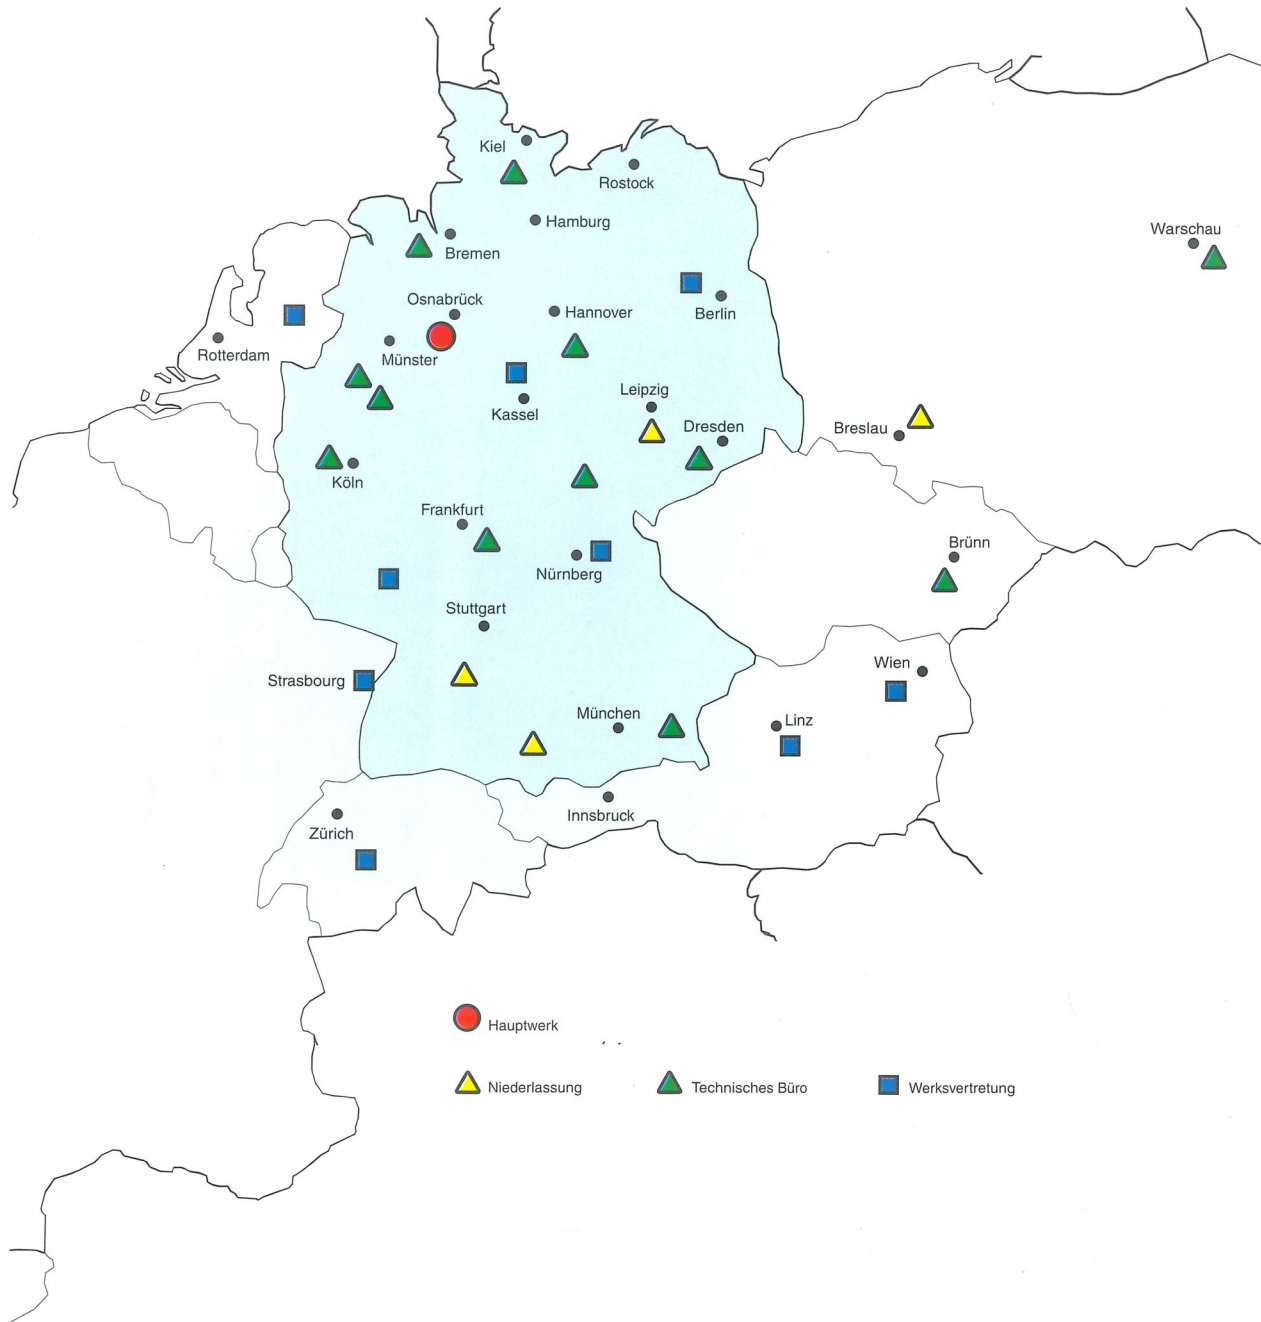 Kiel
Rostock
Hamburg
Bremen
Warschau
Osnabrück
Hannover
Berlin
Rotterdam
Münster
Leipzig
Kassel
Dresden
Breslau
Köln
Frankfurt
Brünn
Nürnberg
Stuttgart
Wien
Strasbourg
München
Linz
Innsbruck
Zürich
Hauptwerk
Niederlassung
Technisches Büro
Werksvertretung